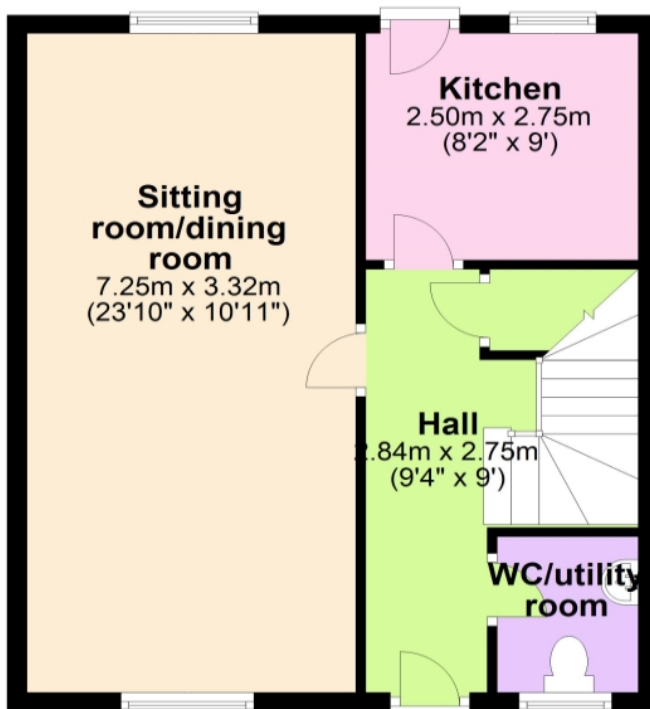 Kitchen
2.50m x 2.75m
(8'2" x 9')
Sitting
room/dining
room
7.25m x 3.32m
(23'10" x 10'11")
Hall
2.84m x 2.75m
(9'4" x 9')
WC/utility
room